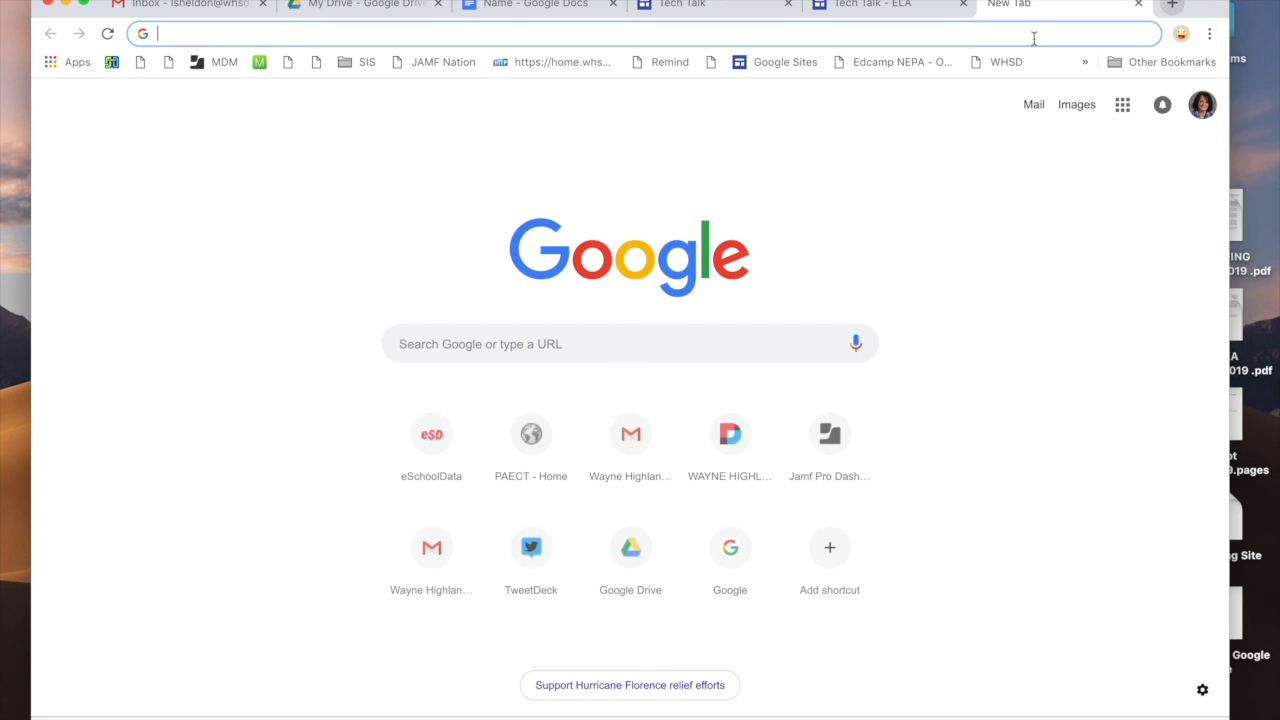 Inbox - lsheldon@whsd
My Drive - Google Driv
Name - Google Docs
Tech Talk
Tech Talk - ELA
New Tab
Apps
MDM
SIS
JAMF Nation
https://home.whs...
Remind
Google Sites
Edcamp NEPA - O...
WHSD
»
Other Bookmarks
Mail Images
Google
Search Google or type a URL
eSD
eSchoolData
PAECT - Home
Wayne Highlan...
WAYNE HIGHL...
Jamf Pro Dash...
Wayne Highlan...
TweetDeck
Google Drive
Google
Add shortcut
Support Hurricane Florence relief efforts
ms
ING
019 .pdf
A
019 .pdf
ot
9.pages
g Site
Google